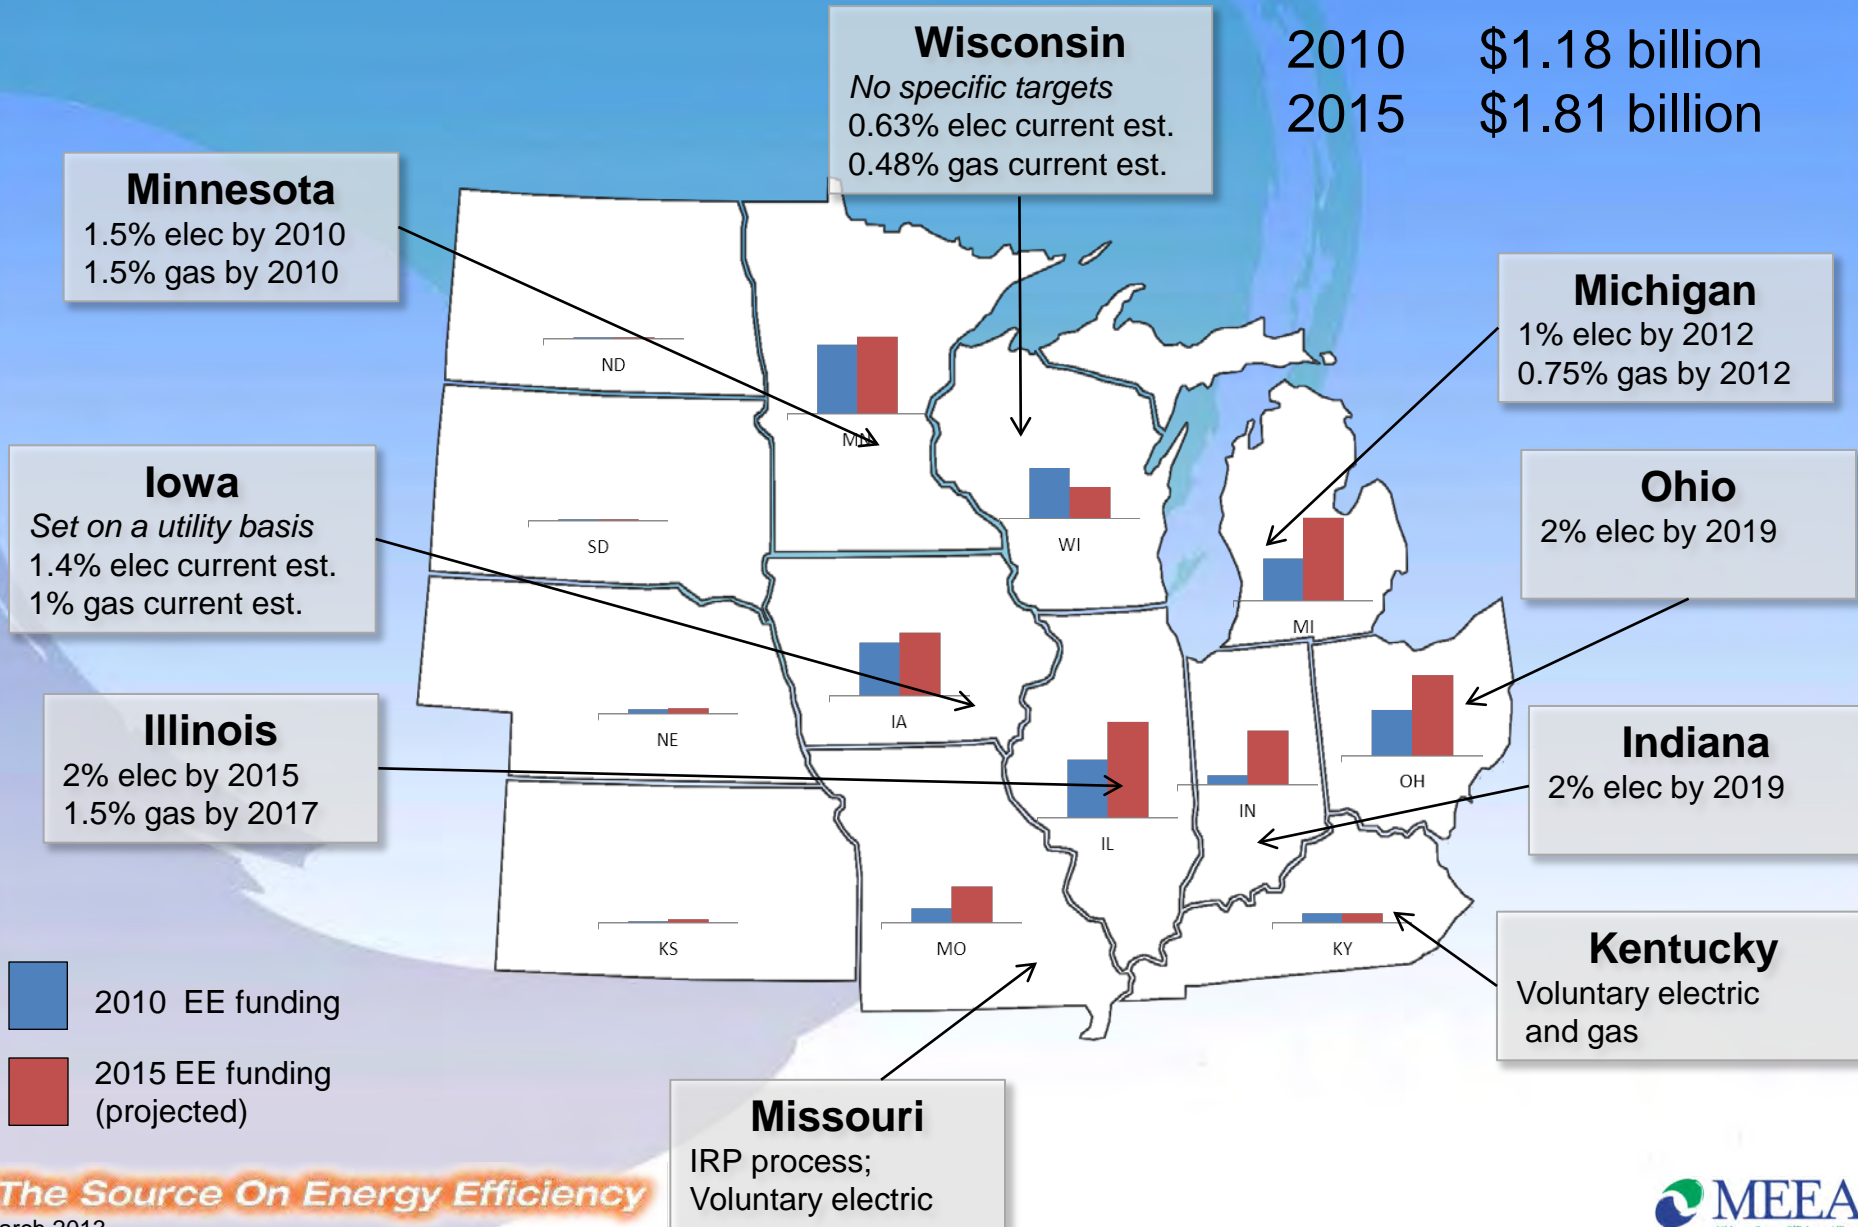 2010 $1.18 billion
2015 $1.81 billion
Wisconsin
No specific targets
0.63% elec current est.
0.48% gas current est.
Minnesota
1.5% elec by 2010
1.5% gas by 2010
Michigan
1% elec by 2012
0.75% gas by 2012
Iowa
Set on a utility basis
1.4% elec current est.
1% gas current est.
Ohio
2% elec by 2019
Illinois
2% elec by 2015
1.5% gas by 2017
Indiana
2% elec by 2019
Kentucky
Voluntary electric
and gas
Missouri
IRP process;
Voluntary electric
ND
MN
SD
WI
MI
IA
NE
IL
IN
OH
KS
MO
KY
2010 EE funding
2015 EE funding
(projected)
The Source On Energy Efficiency
MEEA